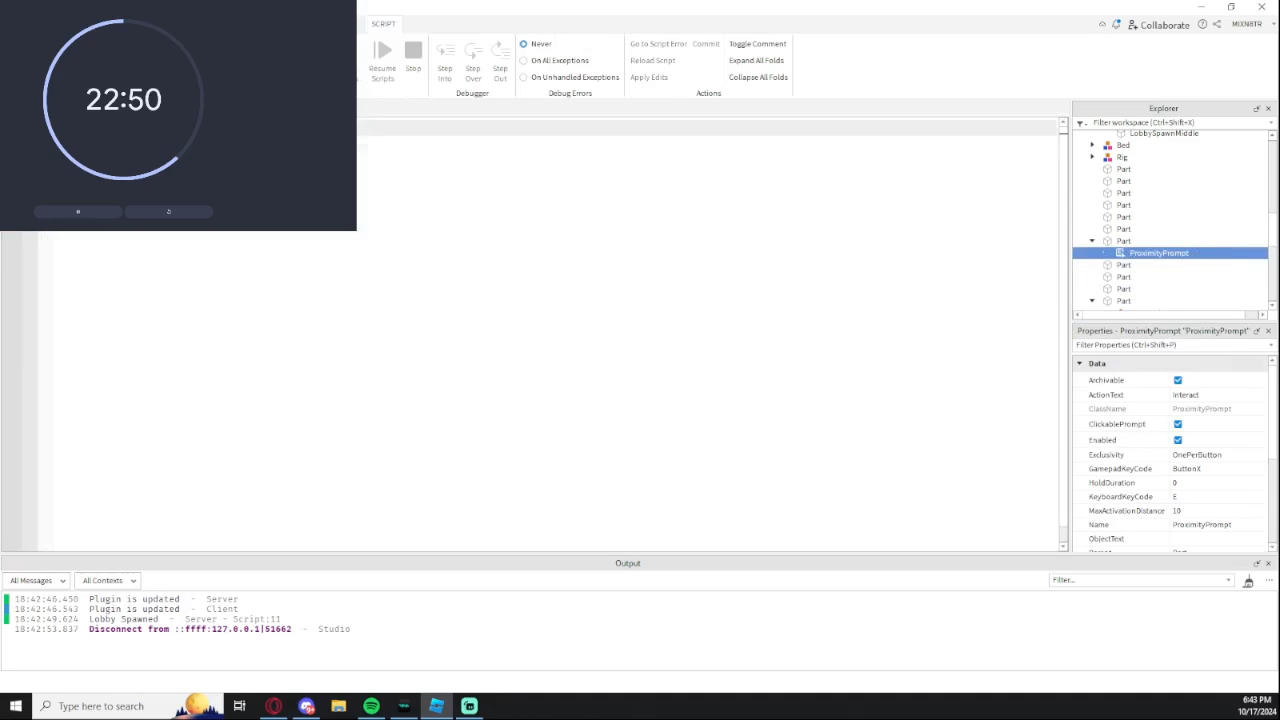 SCRIPT
Collaborate
MIXN8TR
22:50
Resume Scripts
Stop
Step Into
Step Over
Step Out
Debugger
Never
On All Exceptions
On Unhandled Exceptions
Debug Errors
Go to Script Error Commit
Reload Script
Apply Edits
Toggle Comment
Expand All Folders
Collapse All Folders
Actions
Explorer
Filter workspace (Ctrl+Shift+X)
LobbySpawnMiddle
Bed
Rig
Part
Part
Part
Part
Part
Part
Part
ProximityPrompt
Part
Part
Part
Part
Properties - ProximityPrompt "ProximityPrompt"
Filter Properties (Ctrl+Shift+P)
Data
Archivable
ActionText Interact
ClassName ProximityPrompt
ClickablePrompt
Enabled
Exclusivity OnePerButton
GamepadKeyCode ButtonX
HoldDuration 0
KeyboardKeyCode E
MaxActivationDistance 10
Name ProximityPrompt
ObjectText
Output
All Messages All Contexts Filter...
18:42:46.450 Plugin is updated - Server
18:42:46.543 Plugin is updated - Client
18:42:49.624 Lobby Spawned - Server - Script:11
18:42:53.837 Disconnect from ::ffff:127.0.0.1|51662 - Studio
Type here to search
6:43 PM
10/17/2024